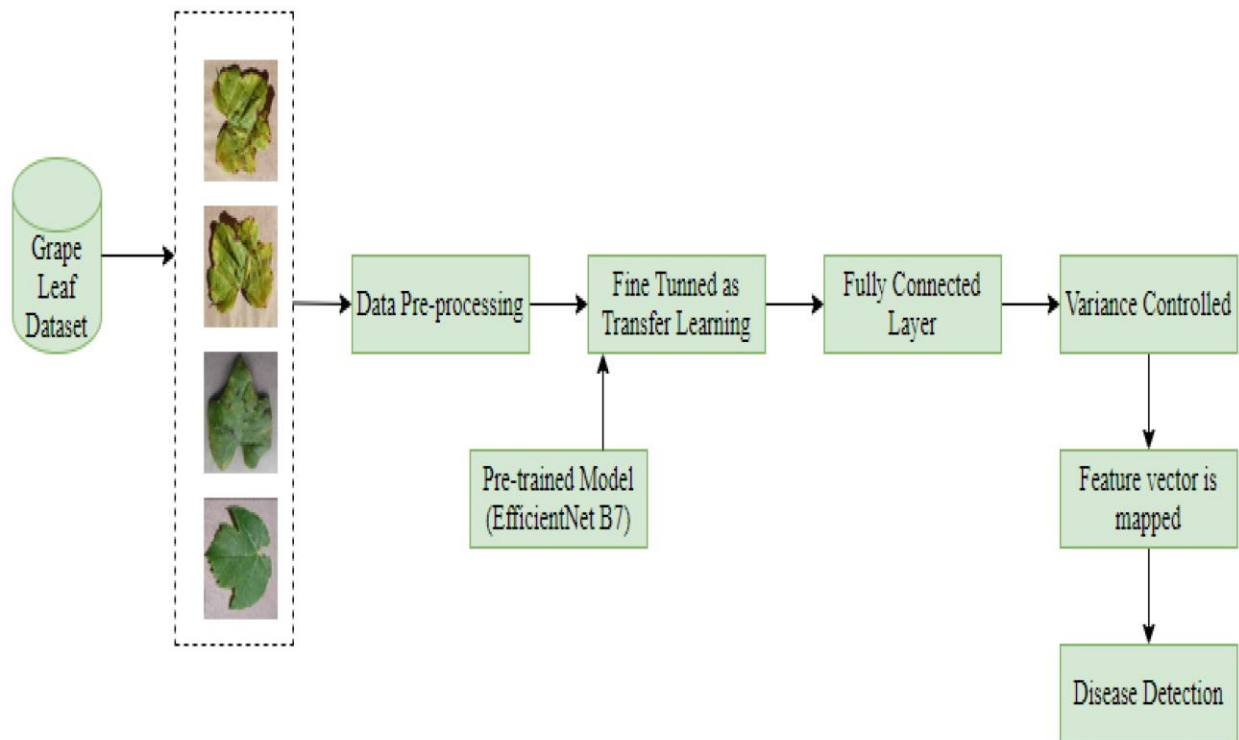 Grape
Leaf
Dataset
Data Pre-processing
Fine Tunned as
Transfer Learning
Fully Connected
Layer
Variance Controlled
Pre-trained Model
(EfficientNet B7)
Feature vector is
mapped
Disease Detection